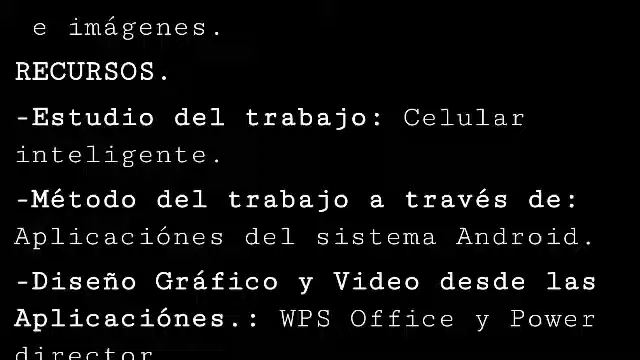 e imágenes.
RECURSOS.
-Estudio del trabajo: Celular
inteligente.
-Método del trabajo a través de:
Aplicaciónes del sistema Android.
-Diseño Gráfico y Video desde las
Aplicaciónes.: WPS Office y Power
director